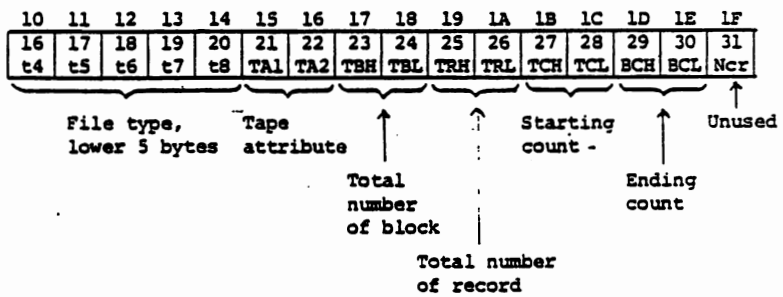 10 11 12 13 14 15 16 17 18 19 1A 1B 1C 1D 1E 1F
16 17 18 19 20 21 22 23 24 25 26 27 28 29 30 31
t4 t5 t6 t7 t8 TA1 TA2 TBH TBL TRH TRL TCH TCL BCH BCL Ncr
File type,
lower 5 bytes
Tape
attribute
Starting
count -
Unused
Total
number
of block
Ending
count
Total number
of record